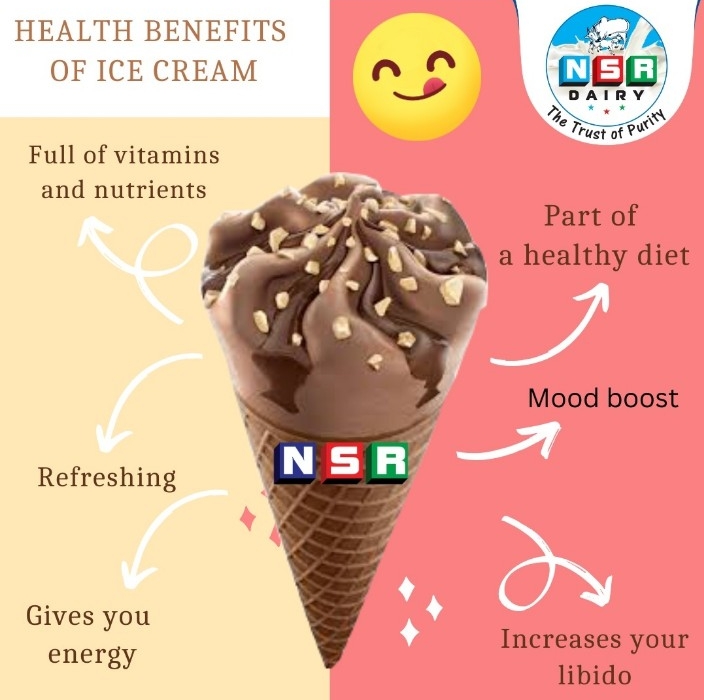 HEALTH BENEFITS
OF ICE CREAM
NSR
DAIRY
The Trust of Purity
Full of vitamins
and nutrients
Part of
a healthy diet
Mood boost
NSR
Refreshing
Gives you
energy
Increases your
libido